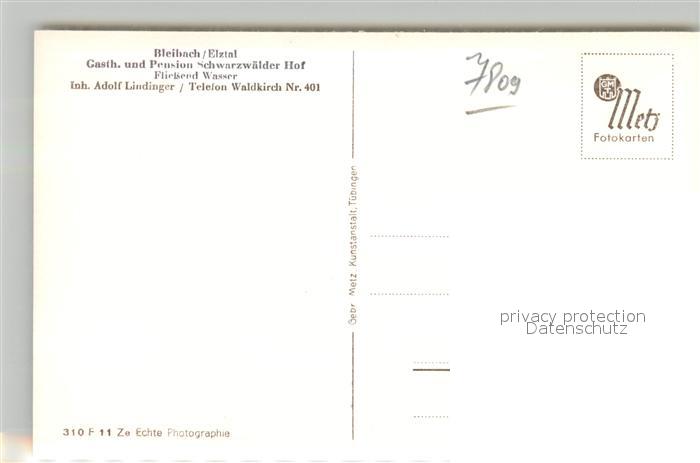 Bleibach/Elztal
Gasth. und Pension Schwarzwälder Hof
Fließend Wasser
Inh. Adolf Lindinger / Telefon Waldkirch Nr. 401
7809
Metz
Fotokarten
Gebr. Metz Kunstanstalt, Tübingen
privacy protection
Datenschutz
310 F 11 Ze Echte Photographie